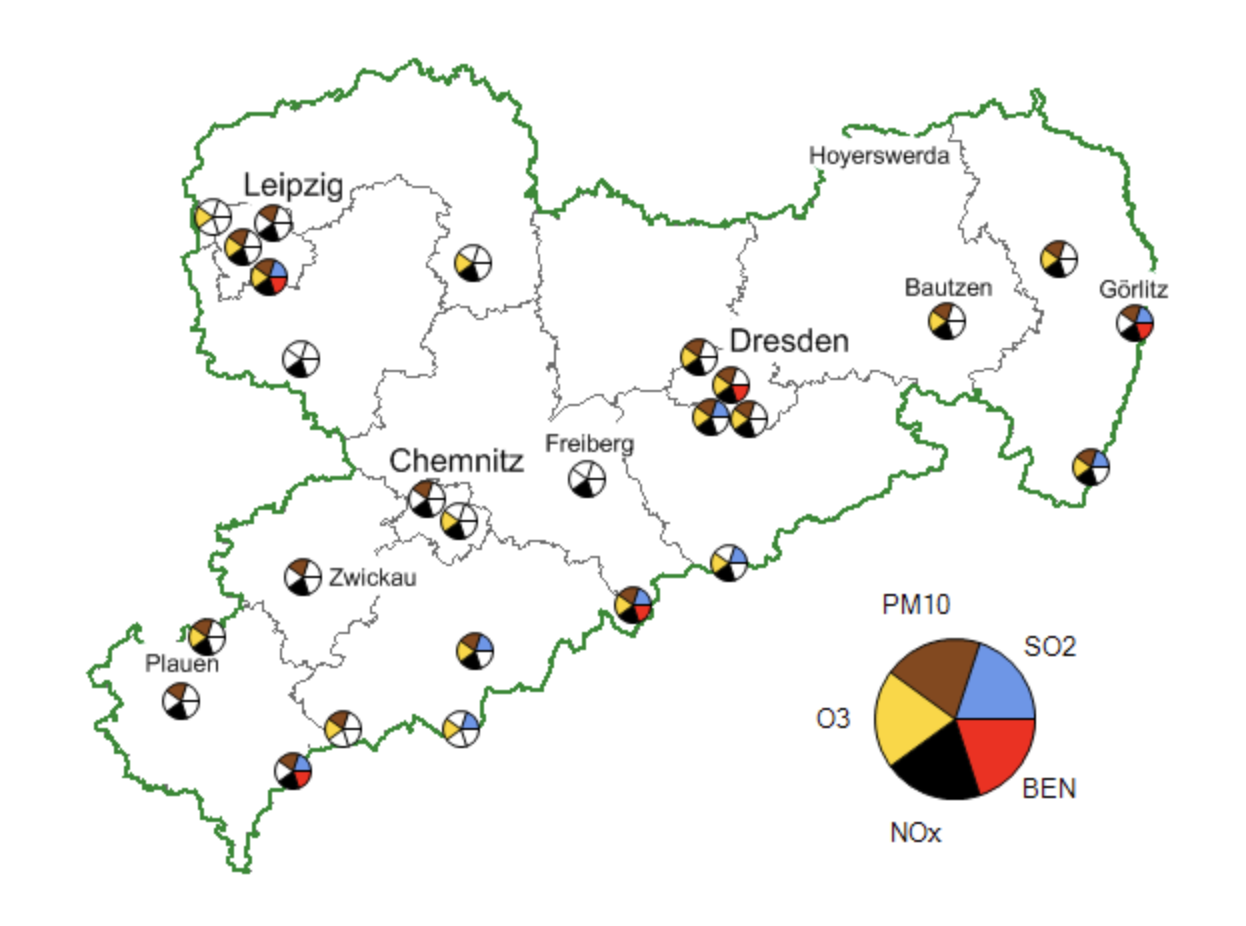 Hoyerswerda
Leipzig
Bautzen
Görlitz
Dresden
Freiberg
Chemnitz
Zwickau
Plauen
PM10
SO2
O3
BEN
NOx